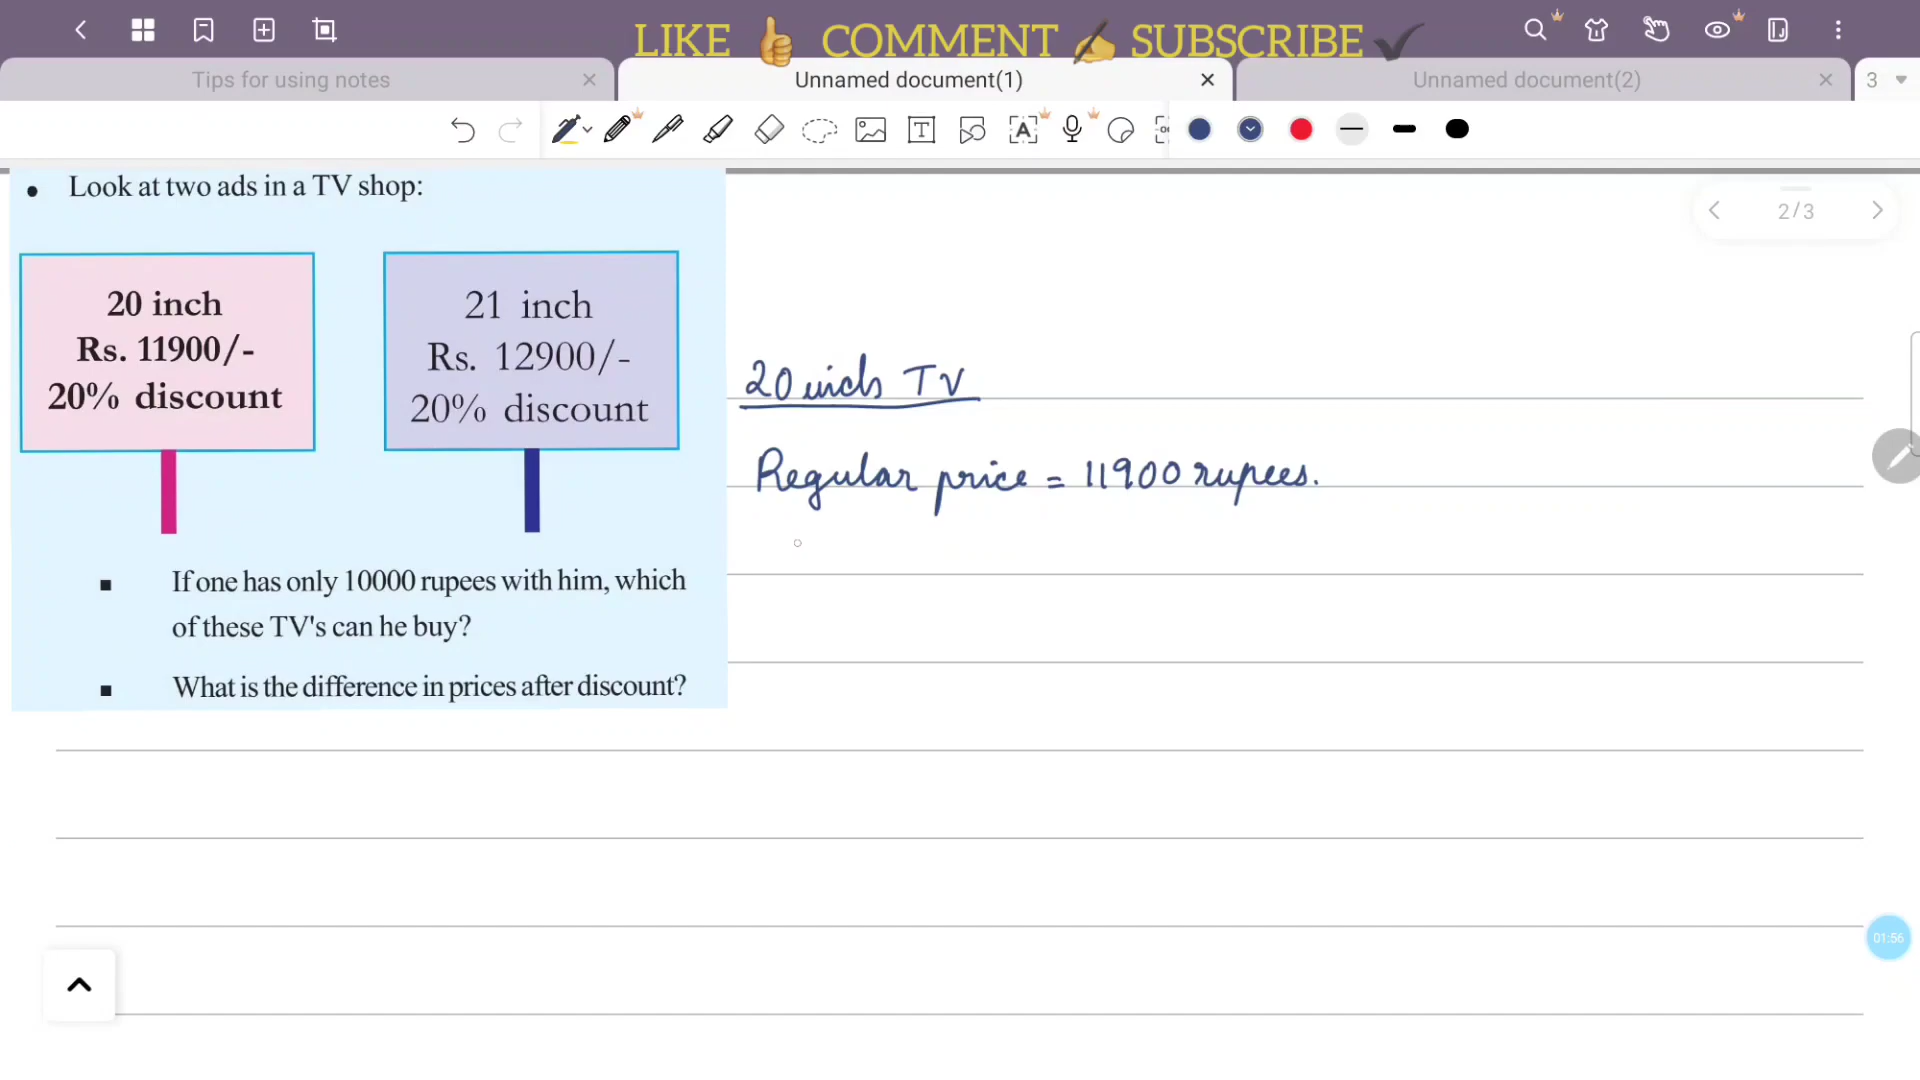 LIKE 👍 COMMENT ✍ SUBSCRIBE ✔
Tips for using notes
Unnamed document(1)
Unnamed document(2)
3
2/3
• Look at two ads in a TV shop:
20 inch
Rs. 11900/-
20% discount
21 inch
Rs. 12900/-
20% discount
20 inch TV
Regular price = 11900 rupees.
▪ If one has only 10000 rupees with him, which
of these TV's can he buy?
▪ What is the difference in prices after discount?
01:56